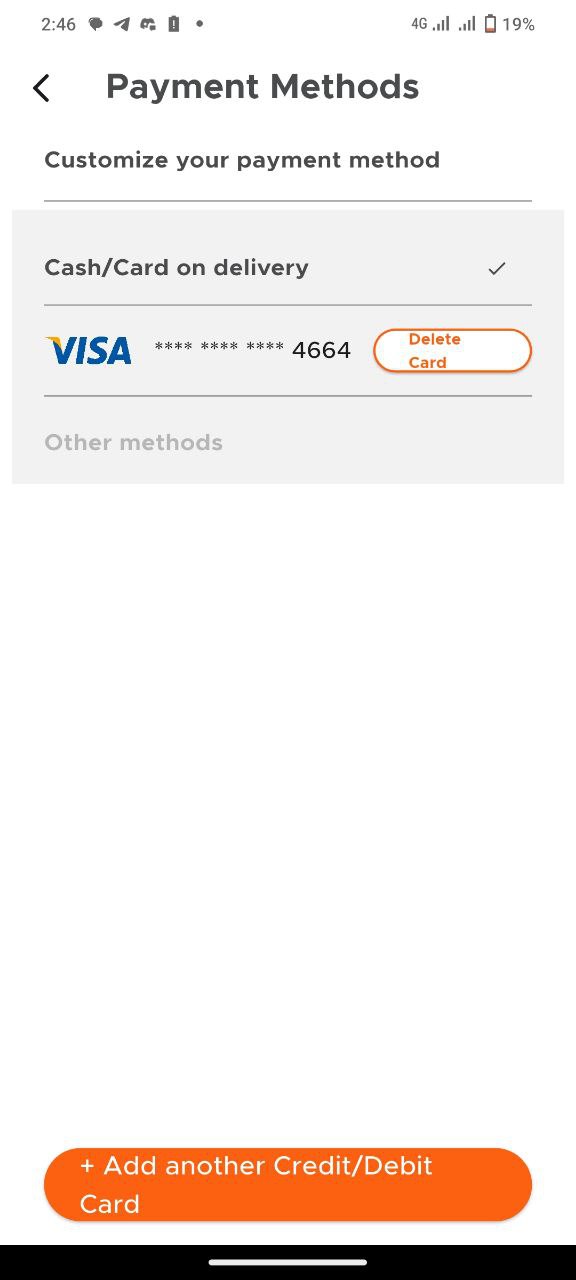 2:46 4G 19%
Payment Methods
Customize your payment method
Cash/Card on delivery
VISA **** **** **** 4664 Delete
Card
Other methods
+ Add another Credit/Debit
Card